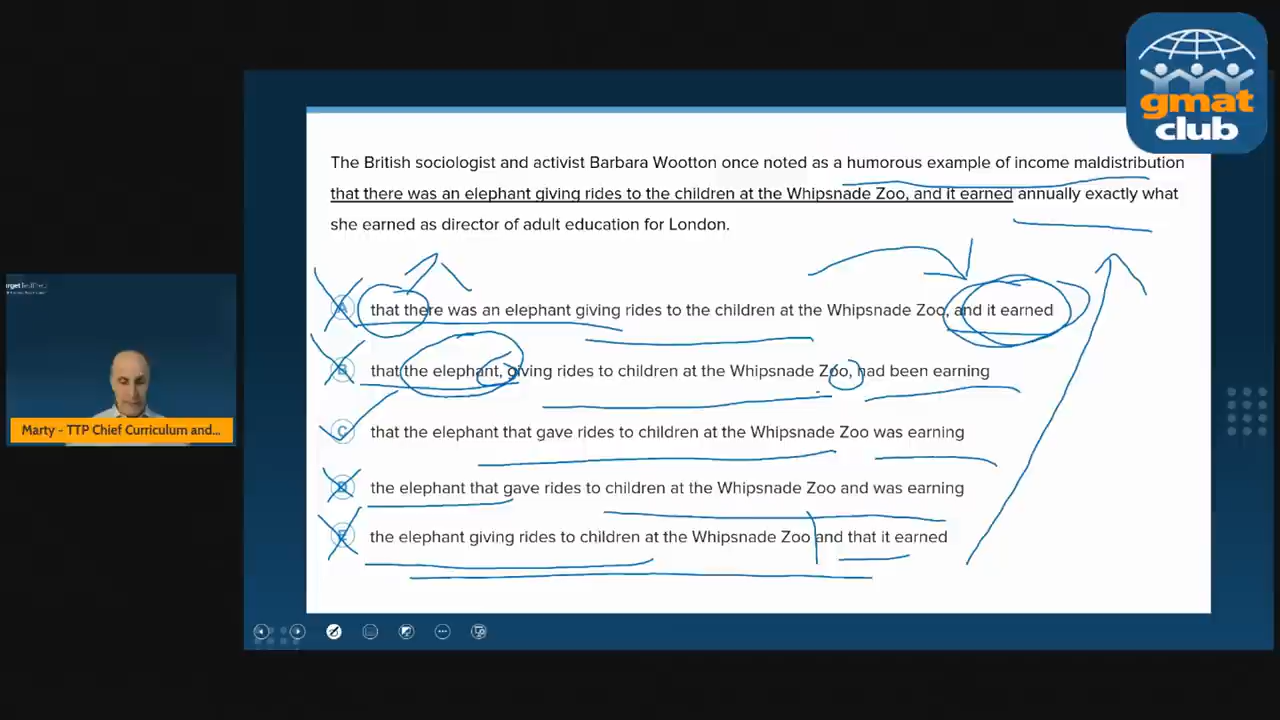 gmat
club
The British sociologist and activist Barbara Wootton once noted as a humorous example of income maldistribution
that there was an elephant giving rides to the children at the Whipsnade Zoo, and it earned annually exactly what
she earned as director of adult education for London.
A that there was an elephant giving rides to the children at the Whipsnade Zoo, and it earned
B that the elephant, giving rides to children at the Whipsnade Zoo, had been earning
C that the elephant that gave rides to children at the Whipsnade Zoo was earning
D the elephant that gave rides to children at the Whipsnade Zoo and was earning
E the elephant giving rides to children at the Whipsnade Zoo and that it earned
Marty - TTP Chief Curriculum and...